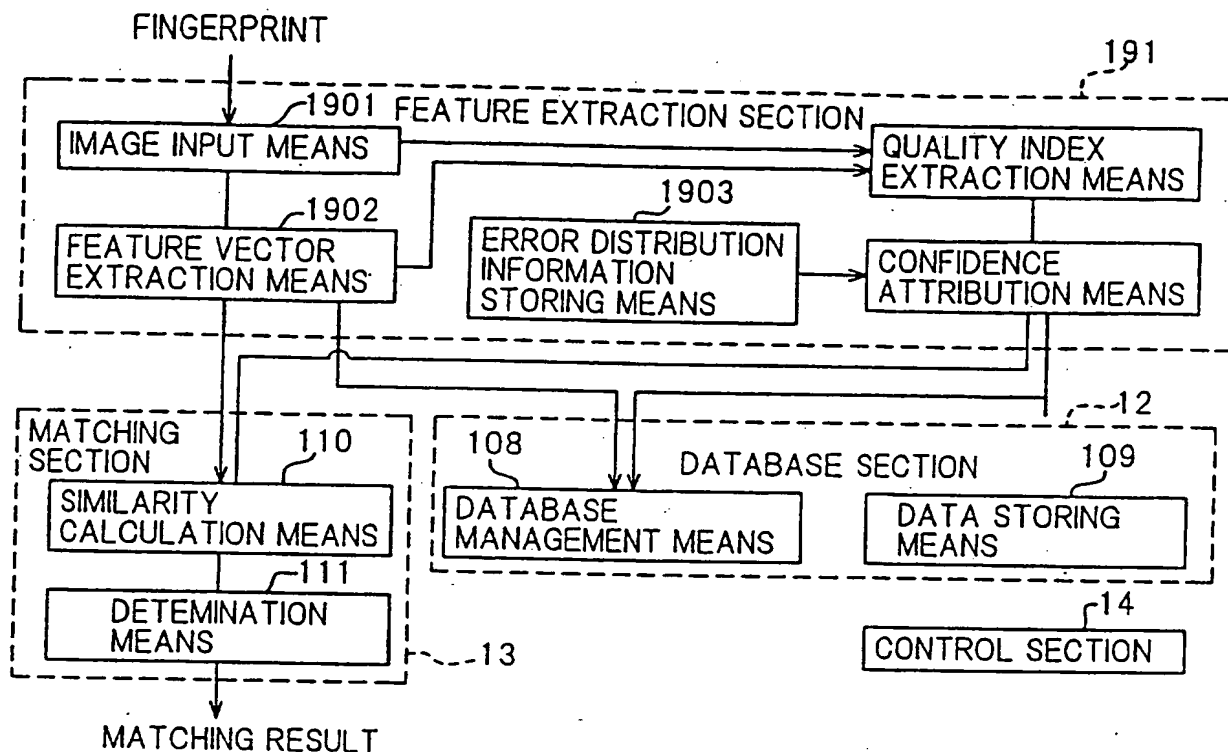 FINGERPRINT
191
1901
FEATURE EXTRACTION SECTION
IMAGE INPUT MEANS
QUALITY INDEX
EXTRACTION MEANS
1902
1903
FEATURE VECTOR
EXTRACTION MEANS
ERROR DISTRIBUTION
INFORMATION
STORING MEANS
CONFIDENCE
ATTRIBUTION MEANS
12
MATCHING
SECTION
110
108
DATABASE SECTION
109
SIMILARITY
CALCULATION MEANS
DATABASE
MANAGEMENT MEANS
DATA STORING
MEANS
111
DETEMINATION
MEANS
13
14
CONTROL SECTION
MATCHING RESULT